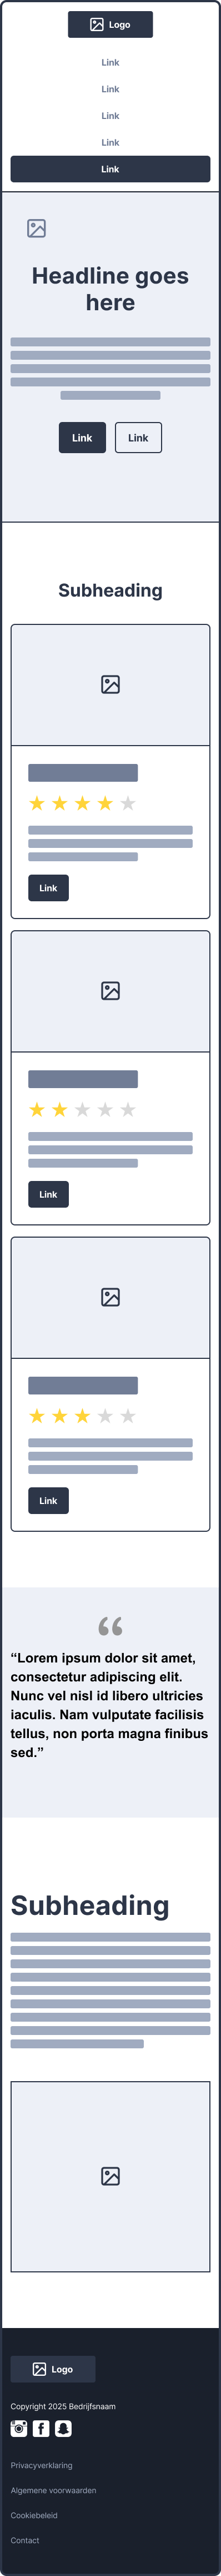 Logo
Link
Link
Link
Link
Link
Headline goes
here
Link Link
Subheading
Link
Link
Link
“Lorem ipsum dolor sit amet,
consectetur adipiscing elit.
Nunc vel nisl id libero ultricies
iaculis. Nam vulputate facilisis
tellus, non porta magna finibus
sed.”
Subheading
Logo
Copyright 2025 Bedrijfsnaam
Privacyverklaring
Algemene voorwaarden
Cookiebeleid
Contact